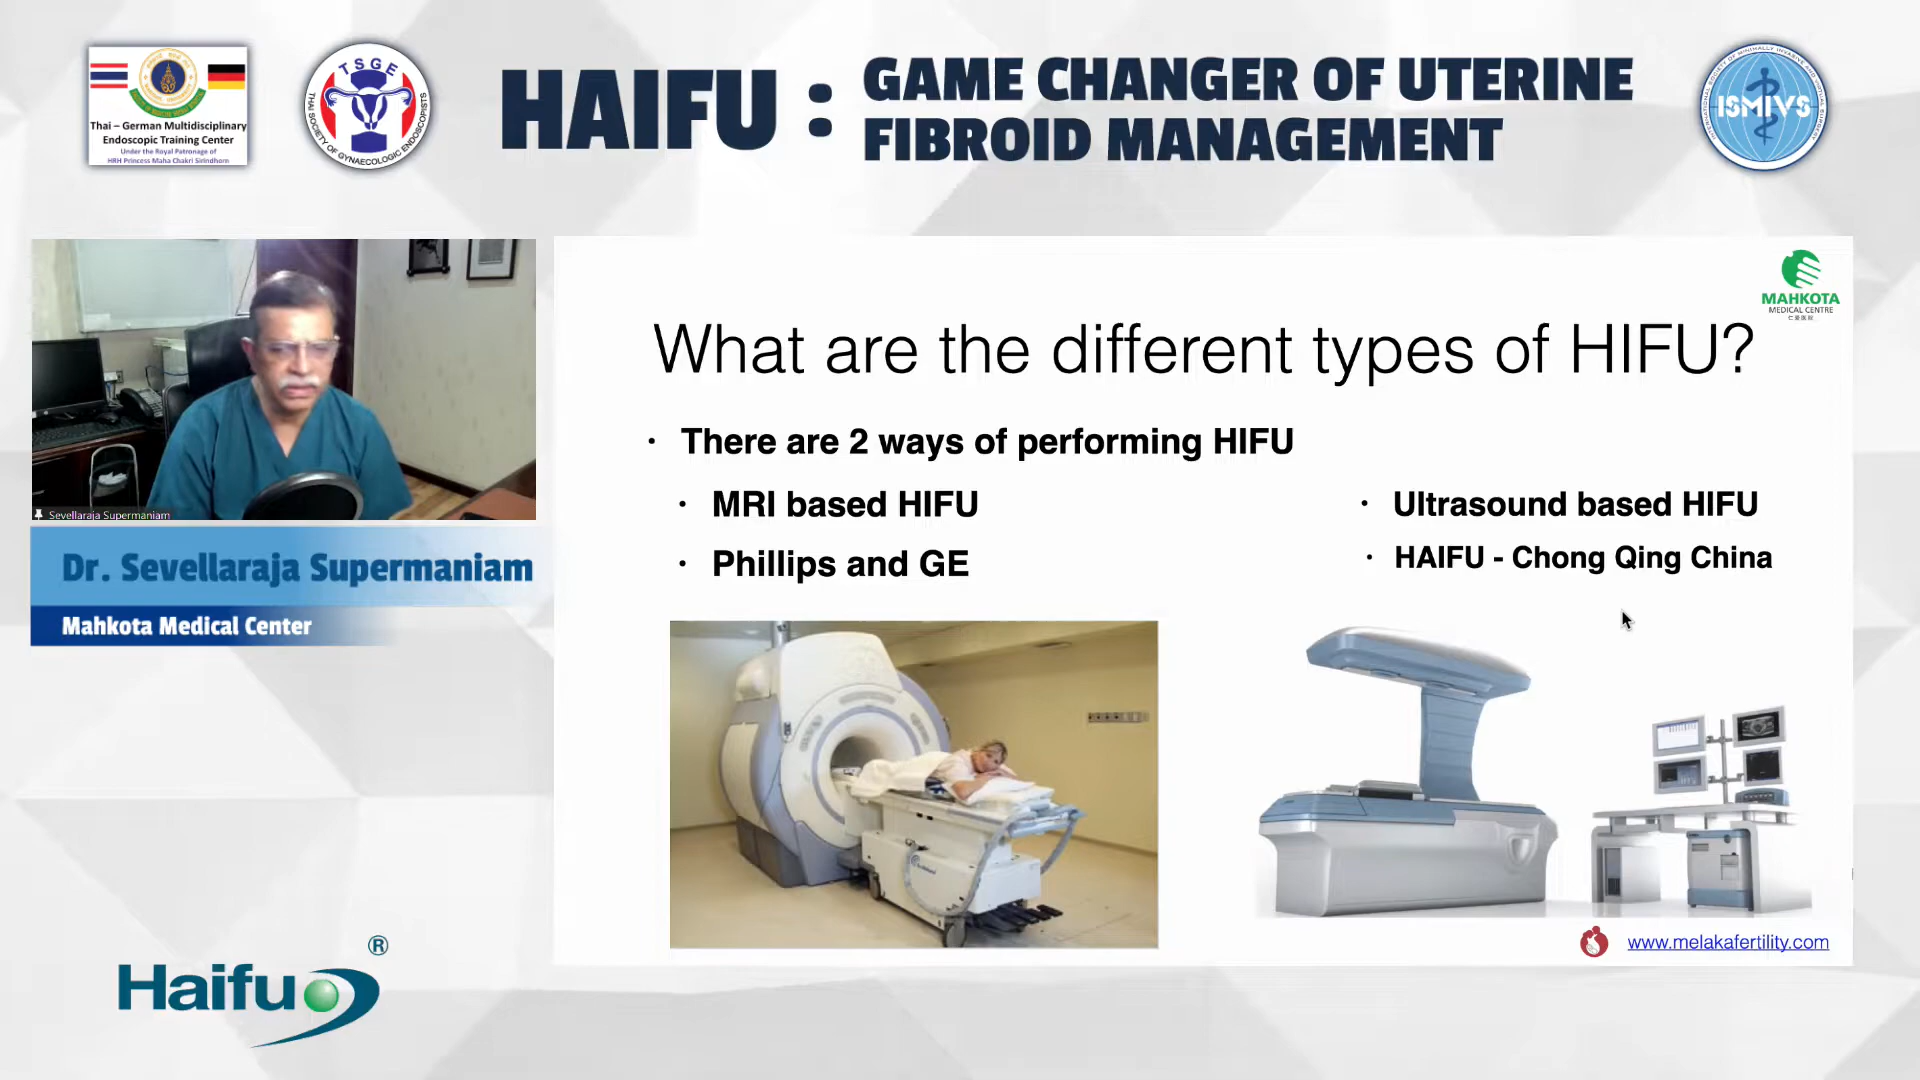 Thai – German Multidisciplinary
Endoscopic Training Center
Under the Royal Patronage of
HRH Princess Maha Chakri Sirindhorn
TSGE
THAI SOCIETY OF GYNAECOLOGIC ENDOSCOPISTS
HAIFU :
GAME CHANGER OF UTERINE
FIBROID MANAGEMENT
ISMIVS
MAHKOTA
MEDICAL CENTRE
What are the different types of HIFU?
• There are 2 ways of performing HIFU
• MRI based HIFU
• Phillips and GE
• Ultrasound based HIFU
• HAIFU - Chong Qing China
Sevellaraja Supermaniam
Dr. Sevellaraja Supermaniam
Mahkota Medical Center
www.melakafertility.com
Haifu ®